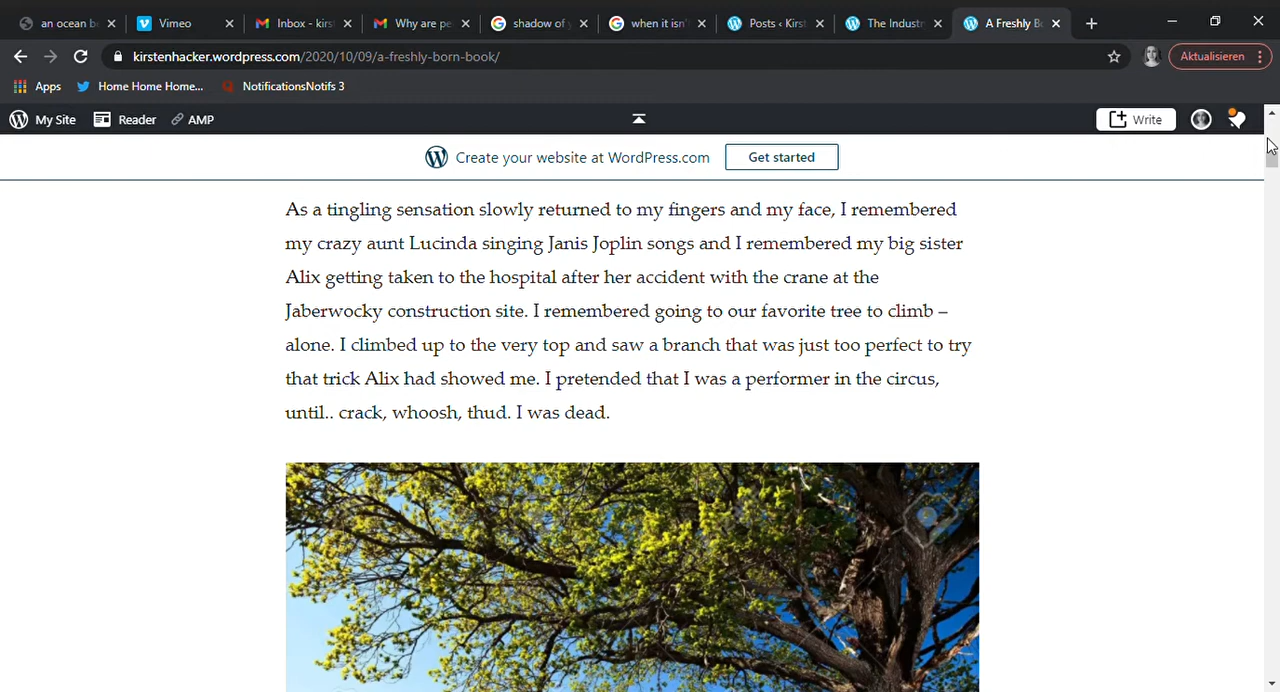 an ocean b
Vimeo
Inbox - kirs
Why are pe
shadow of
when it isn
Posts ‹ Kirst
The Industr
A Freshly B
kirstenhacker.wordpress.com/2020/10/09/a-freshly-born-book/
Aktualisieren
Apps
Home Home Home...
NotificationsNotifs 3
My Site
Reader
AMP
Write
Create your website at WordPress.com
Get started
As a tingling sensation slowly returned to my fingers and my face, I remembered
my crazy aunt Lucinda singing Janis Joplin songs and I remembered my big sister
Alix getting taken to the hospital after her accident with the crane at the
Jaberwocky construction site. I remembered going to our favorite tree to climb –
alone. I climbed up to the very top and saw a branch that was just too perfect to try
that trick Alix had showed me. I pretended that I was a performer in the circus,
until.. crack, whoosh, thud. I was dead.